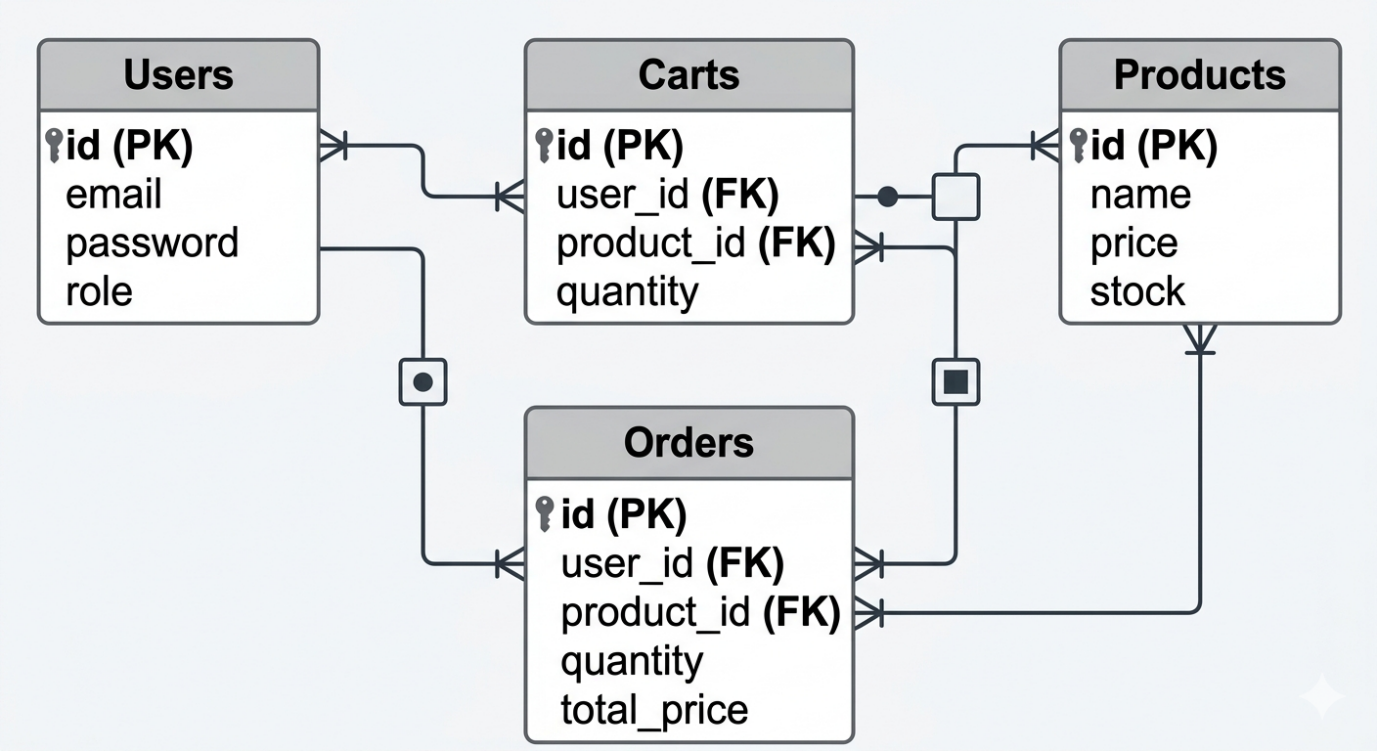 Users
id (PK)
email
password
role
Carts
id (PK)
user_id (FK)
product_id (FK)
quantity
Products
id (PK)
name
price
stock
Orders
id (PK)
user_id (FK)
product_id (FK)
quantity
total_price